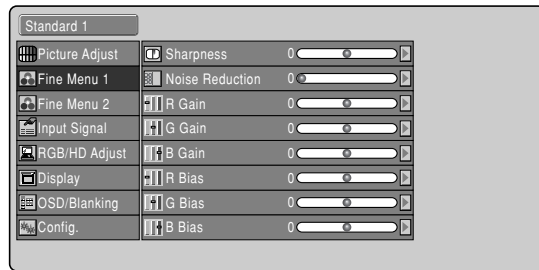 Standard 1
Picture Adjust Sharpness 0
Fine Menu 1 Noise Reduction 0
Fine Menu 2 R Gain 0
Input Signal G Gain 0
RGB/HD Adjust B Gain 0
Display R Bias 0
OSD/Blanking G Bias 0
Config. B Bias 0